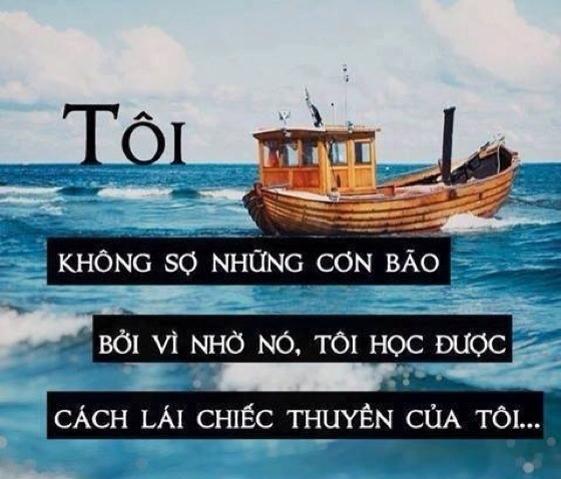 TÔI
KHÔNG SỢ NHỮNG CƠN BÃO
BỞI VÌ NHỜ NÓ, TÔI HỌC ĐƯỢC
CÁCH LÁI CHIẾC THUYỀN CỦA TÔI...